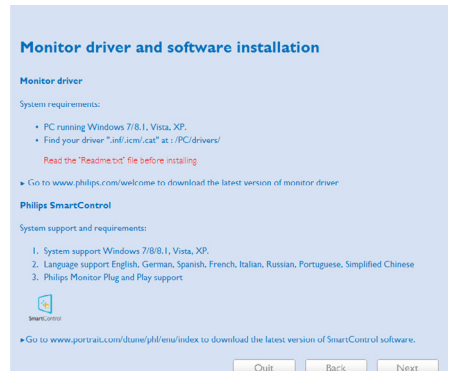 Monitor driver and software installation
Monitor driver
System requirements:
• PC running Windows 7/8.1, Vista, XP.
• Find your driver ".inf/.icm/.cat" at : /PC/drivers/
Read the "Readme.txt" file before installing.
▸ Go to www.philips.com/welcome to download the latest version of monitor driver
Philips SmartControl
System support and requirements:
1. System support Windows 7/8/8.1, Vista, XP.
2. Language support English, German, Spanish, French, Italian, Russian, Portuguese, Simplified Chinese
3. Philips Monitor Plug and Play support
SmartControl
▸Go to www.portrait.com/dtune/phl/enu/index to download the latest version of SmartControl software.
Quit Back Next